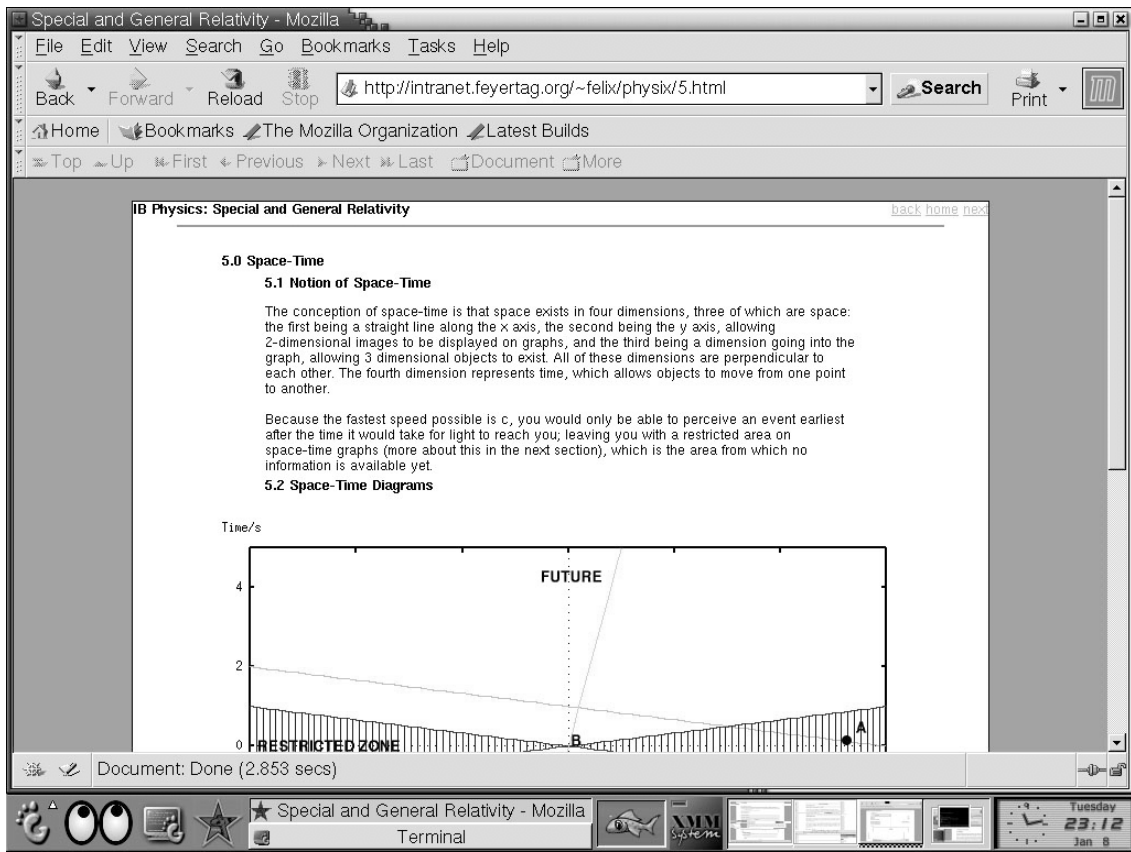 Special and General Relativity - Mozilla
File Edit View Search Go Bookmarks Tasks Help
Back Forward Reload Stop http://intranet.feyertag.org/~felix/physix/5.html Search Print
Home Bookmarks The Mozilla Organization Latest Builds
Top Up First Previous Next Last Document More
IB Physics: Special and General Relativity back home next
5.0 Space-Time
5.1 Notion of Space-Time
The conception of space-time is that space exists in four dimensions, three of which are space:
the first being a straight line along the x axis, the second being the y axis, allowing
2-dimensional images to be displayed on graphs, and the third being a dimension going into the
graph, allowing 3 dimensional objects to exist. All of these dimensions are perpendicular to
each other. The fourth dimension represents time, which allows objects to move from one point
to another.
Because the fastest speed possible is c, you would only be able to perceive an event earliest
after the time it would take for light to reach you; leaving you with a restricted area on
space-time graphs (more about this in the next section), which is the area from which no
information is available yet.
5.2 Space-Time Diagrams
Time/s
FUTURE
4
2
A
B
0 RESTRICTED ZONE
Document: Done (2.853 secs)
Special and General Relativity - Mozilla
Terminal
XMM
System
Tuesday
23:12
Jan 8